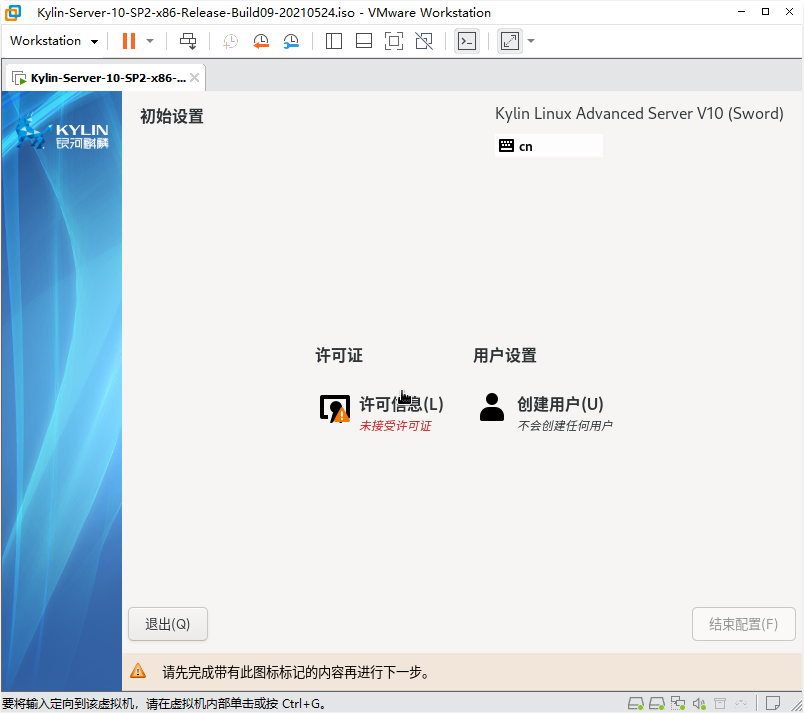 Kylin-Server-10-SP2-x86-Release-Build09-20210524.iso - VMware Workstation
Workstation
Kylin-Server-10-SP2-x86-...
KYLIN
银河麒麟
初始设置
Kylin Linux Advanced Server V10 (Sword)
cn
许可证
用户设置
许可信息(L)
创建用户(U)
未接受许可证
不会创建任何用户
退出(Q)
结束配置(F)
请先完成带有此图标标记的内容再进行下一步。
要将输入定向到该虚拟机，请在虚拟机内部单击或按 Ctrl+G。